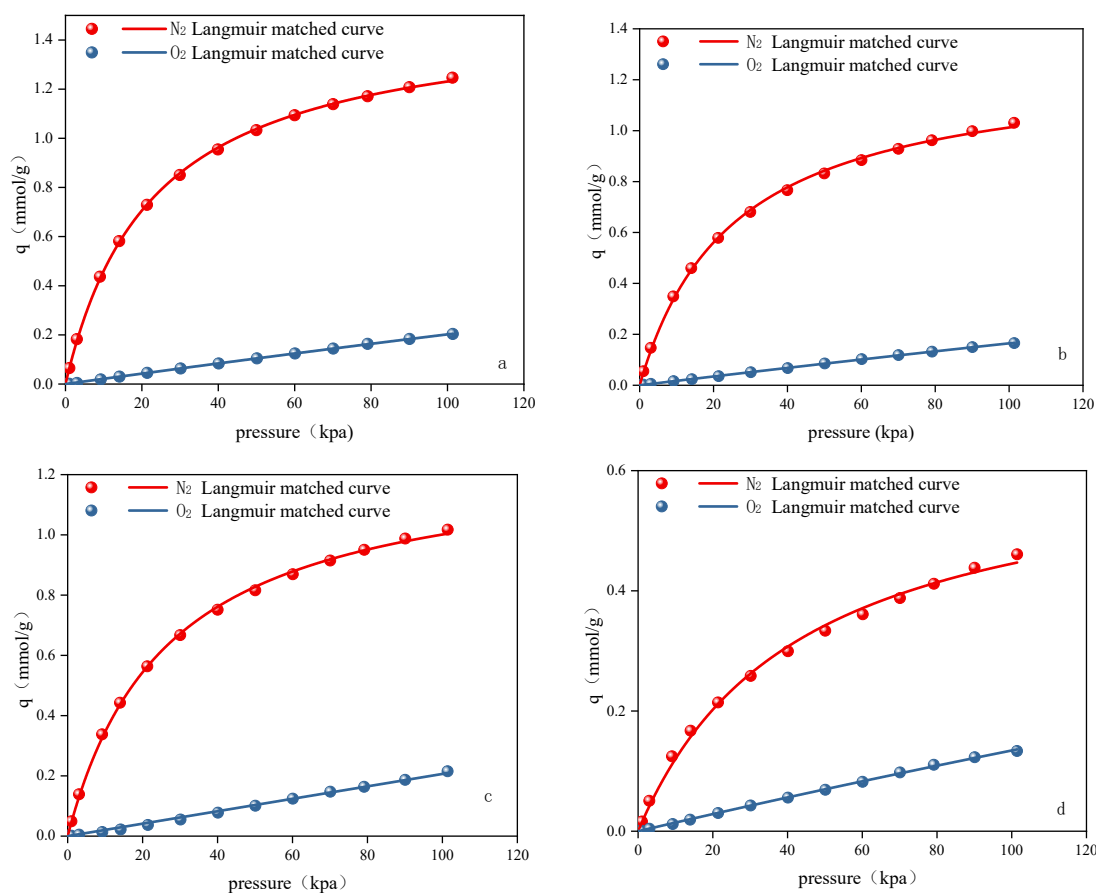 1.4
N2 Langmuir matched curve
O2 Langmuir matched curve
1.2
1.0
0.8
0.6
0.4
0.2
0.0
q（mmol/g）
a
0 20 40 60 80 100 120
pressure（kpa)
1.4
N2 Langmuir matched curve
O2 Langmuir matched curve
1.2
1.0
0.8
0.6
0.4
0.2
0.0
q（mmol/g）
b
0 20 40 60 80 100 120
pressure (kpa)
1.2
N2 Langmuir matched curve
O2 Langmuir matched curve
1.0
0.8
0.6
0.4
0.2
0.0
q（mmol/g）
c
0 20 40 60 80 100 120
pressure（kpa）
0.6
N2 Langmuir matched curve
O2 Langmuir matched curve
0.4
0.2
0.0
q（mmol/g）
d
0 20 40 60 80 100 120
pressure（kpa）